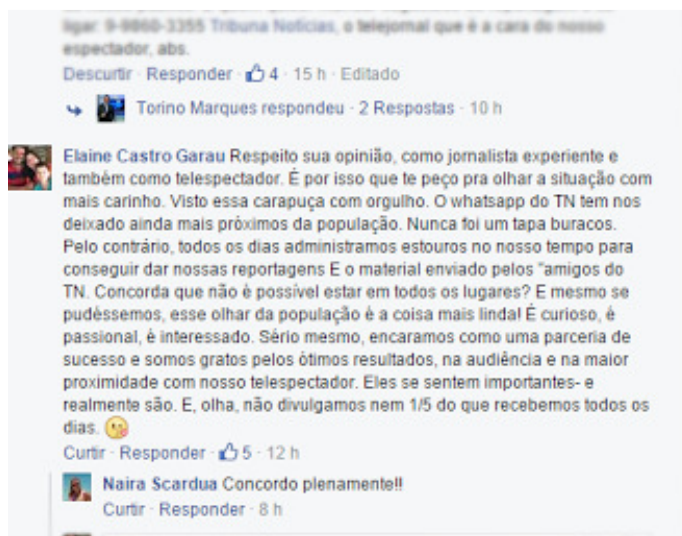 ligar: 9-9860-3355 Tribuna Notícias, o telejornal que é a cara do nosso
espectador, abs.
Descurtir · Responder · 4 · 15 h · Editado
Torino Marques respondeu · 2 Respostas · 10 h
Elaine Castro Garau Respeito sua opinião, como jornalista experiente e
também como telespectador. É por isso que te peço pra olhar a situação com
mais carinho. Visto essa carapuça com orgulho. O whatsapp do TN tem nos
deixado ainda mais próximos da população. Nunca foi um tapa buracos.
Pelo contrário, todos os dias administramos estouros no nosso tempo para
conseguir dar nossas reportagens E o material enviado pelos "amigos do
TN. Concorda que não é possível estar em todos os lugares? E mesmo se
pudéssemos, esse olhar da população é a coisa mais linda! É curioso, é
passional, é interessado. Sério mesmo, encaramos como uma parceria de
sucesso e somos gratos pelos ótimos resultados, na audiência e na maior
proximidade com nosso telespectador. Eles se sentem importantes- e
realmente são. E, olha, não divulgamos nem 1/5 do que recebemos todos os
dias.
Curtir · Responder · 5 · 12 h
Naira Scardua Concordo plenamente!!
Curtir · Responder · 8 h